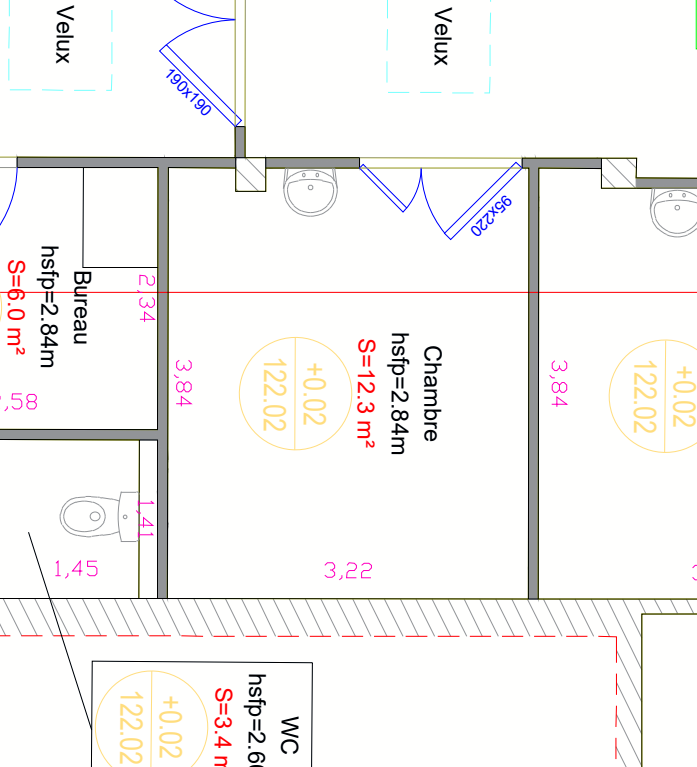 Velux
Velux
190x190
95x220
Bureau
hsfp=2.84m
S=6.0 m²
2,34
,58
3,84
Chambre
hsfp=2.84m
S=12.3 m²
+0.02
122.02
3,84
+0.02
122.02
1,41
1,45
3,22
WC
hsfp=2.6
S=3.4 m
+0.02
122.02